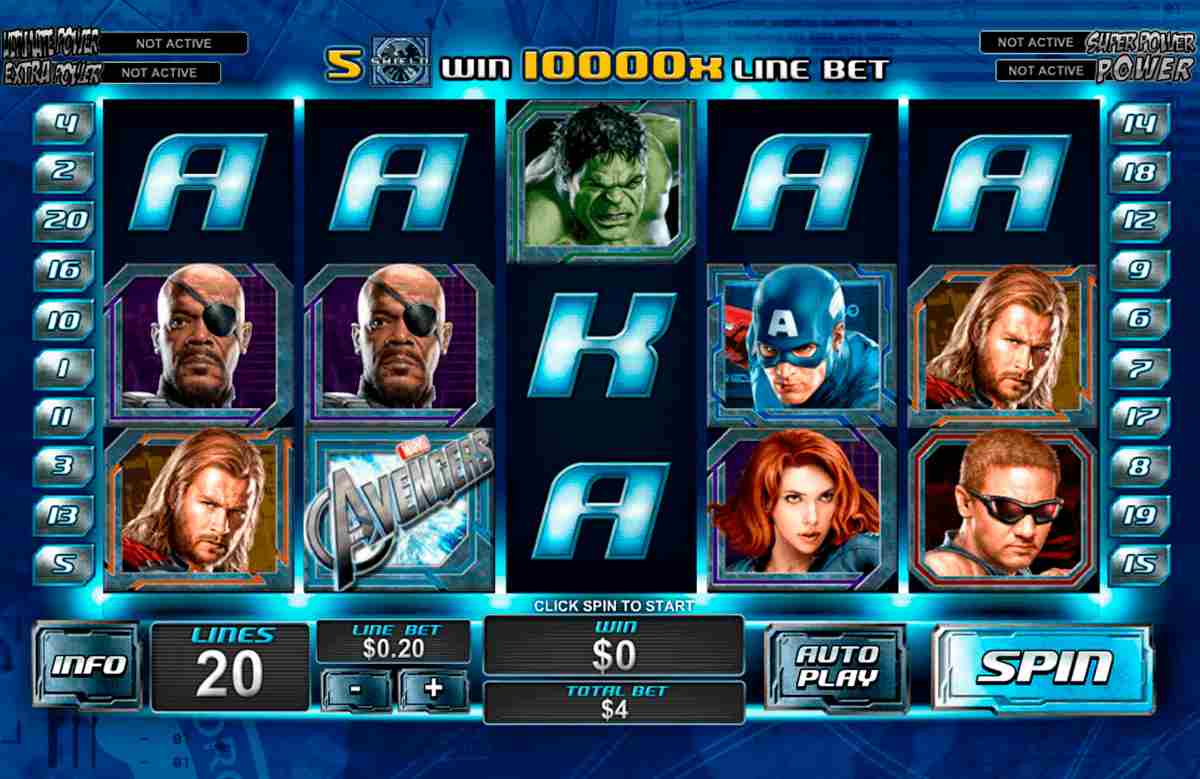 ULTIMATE POWER NOT ACTIVE
EXTRA POWER NOT ACTIVE
5 SHIELD WIN 10000X LINE BET
NOT ACTIVE SUPER POWER
NOT ACTIVE POWER
4
2
20
16
10
1
11
3
13
5
A A A A
A
K
MARVEL
AVENGERS
A
14
18
12
9
6
7
17
8
19
15
CLICK SPIN TO START
INFO
LINES
20
LINE BET
$0.20
- +
WIN
$0
TOTAL BET
$4
AUTO
PLAY
SPIN